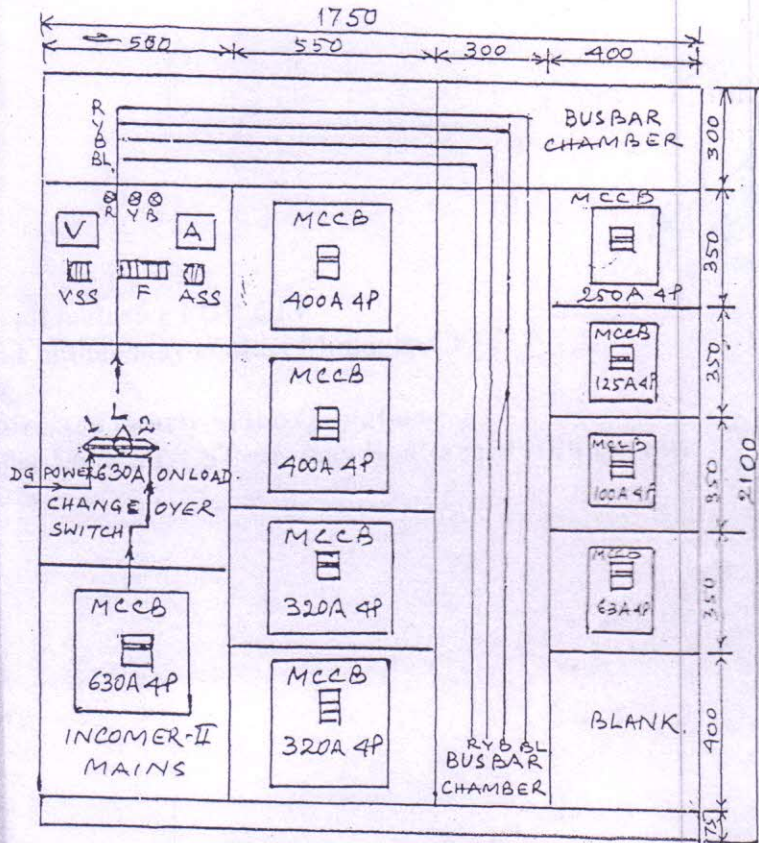 1750
500 550 300 400
R
Y
B
BL.
BUSBAR
CHAMBER
300
R Y B
V A
VSS F ASS
MCCB
400A 4P
MCCB
250A 4P
350
MCCB
125A 4P
350
1 2
DG POWER 630A ONLOAD
CHANGE OVER
SWITCH
MCCB
400A 4P
MCCB
100A 4P
350
2100
MCCB
320A 4P
MCCB
63A 4P
350
MCCB
630A 4P
INCOMER-II
MAINS
MCCB
320A 4P
R Y B BL
BUSBAR
CHAMBER
BLANK
400
75